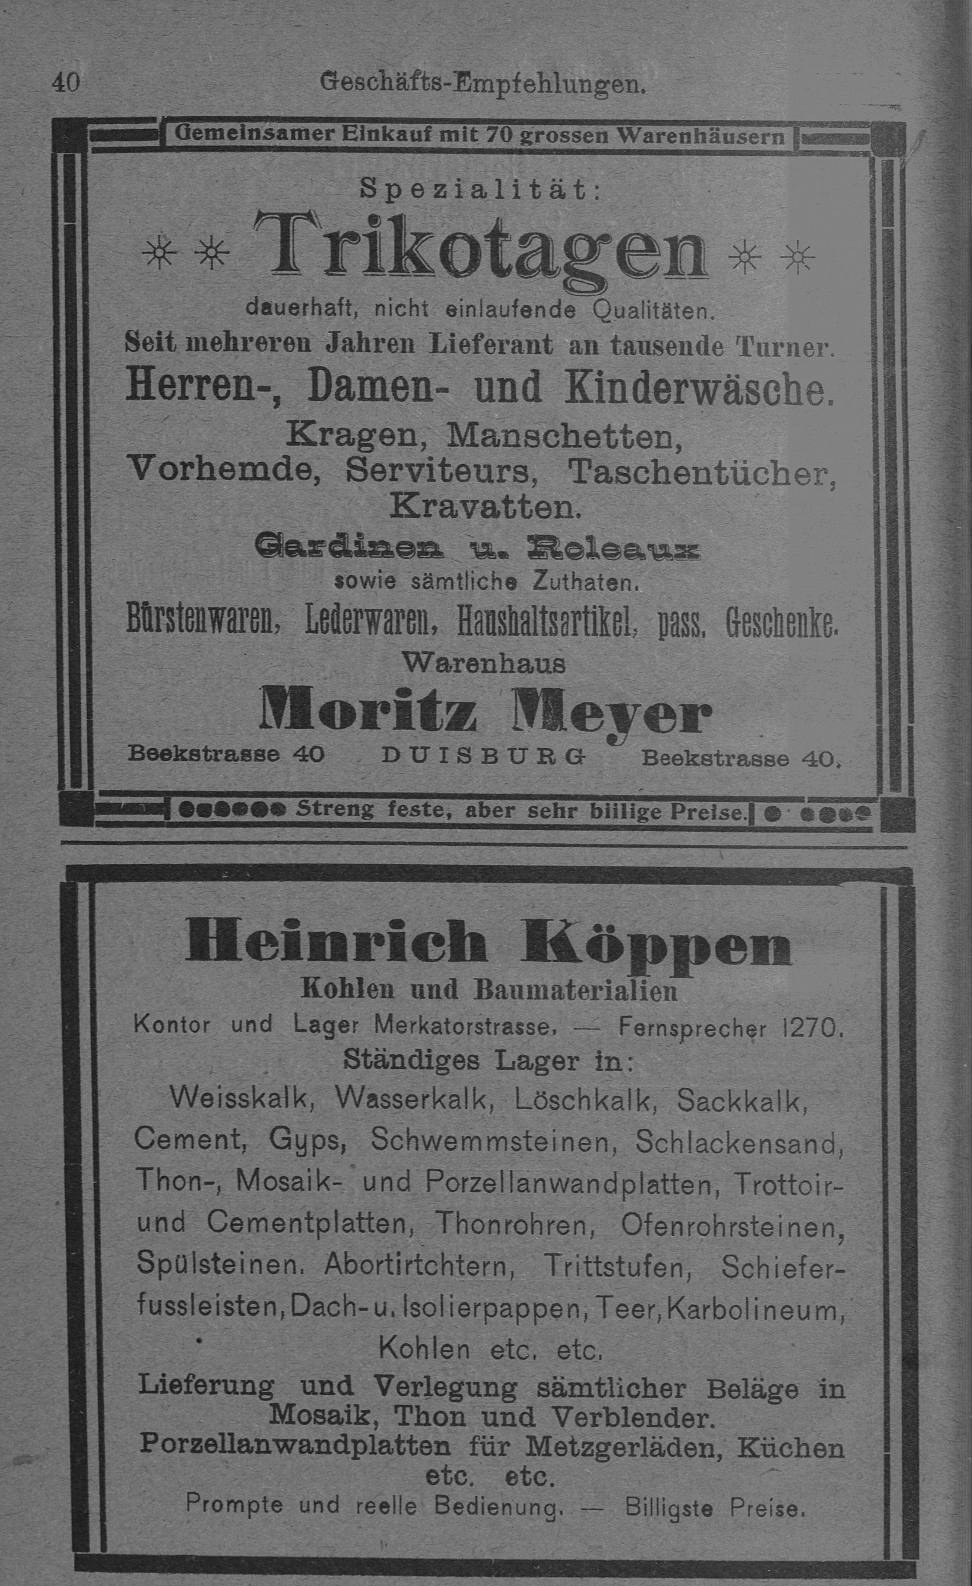 40
Geschäfts-Empfehlungen.
Gemeinsamer Einkauf mit 70 grossen Warenhäusern
Spezialität:
Trikotagen
dauerhaft, nicht einlaufende Qualitäten.
Seit mehreren Jahren Lieferant an tausende Turner.
Herren-, Damen- und Kinderwäsche.
Kragen, Manschetten,
Vorhemde, Serviteurs, Taschentücher,
Kravatten.
Gardinen u. Roleaux
sowie sämtliche Zuthaten.
Bürstenwaren, Lederwaren, Haushaltsartikel, pass. Geschenke.
Warenhaus
Moritz Meyer
Beekstrasse 40 DUISBURG Beekstrasse 40.
Streng feste, aber sehr billige Preise.
Heinrich Köppen
Kohlen und Baumaterialien
Kontor und Lager Merkatorstrasse. — Fernsprecher 1270.
Ständiges Lager in:
Weisskalk, Wasserkalk, Löschkalk, Sackkalk,
Cement, Gyps, Schwemmsteinen, Schlackensand,
Thon-, Mosaik- und Porzellanwandplatten, Trottoir-
und Cementplatten, Thonrohren, Ofenrohrsteinen,
Spülsteinen. Abortirtchtern, Trittstufen, Schiefer-
fussleisten, Dach- u. Isolierpappen, Teer, Karbolineum,
Kohlen etc. etc.
Lieferung und Verlegung sämtlicher Beläge in
Mosaik, Thon und Verblender.
Porzellanwandplatten für Metzgerläden, Küchen
etc. etc.
Prompte und reelle Bedienung. — Billigste Preise.